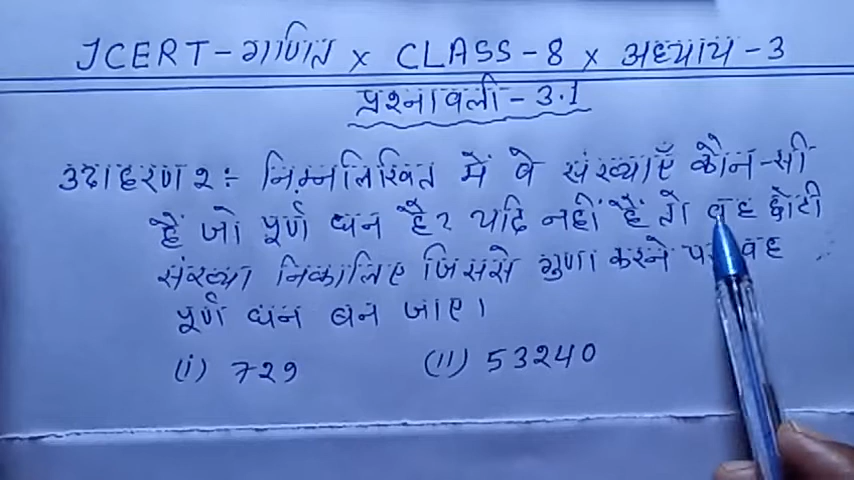 JCERT-गणित x CLASS-8 x अध्याय-3
प्रश्नावली-3.1
उदाहरण २:- निम्नलिखित में वे संख्याएँ कौन-सी
हैं जो पूर्ण घन है? यदि नहीं है तो वह छोटी
संख्या निकालिए जिससे गुणा करने पर वह
पूर्ण घन बन जाए।
(i) 729 (II) 53240